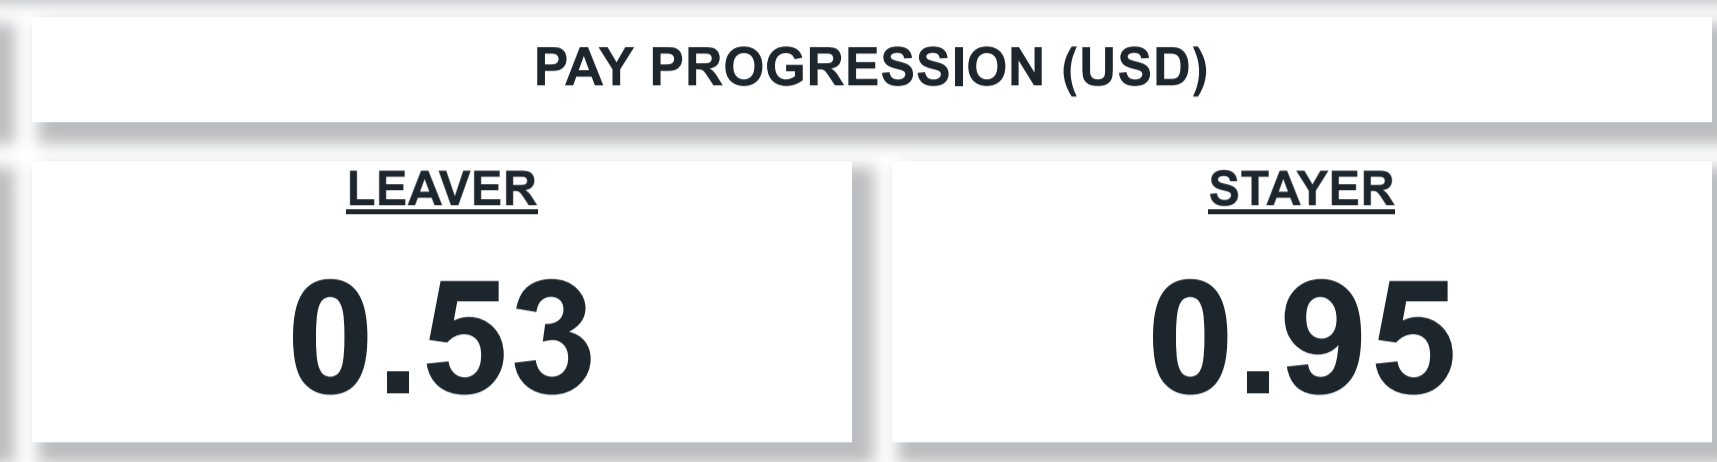 PAY PROGRESSION (USD)
LEAVER
STAYER
0.53
0.95